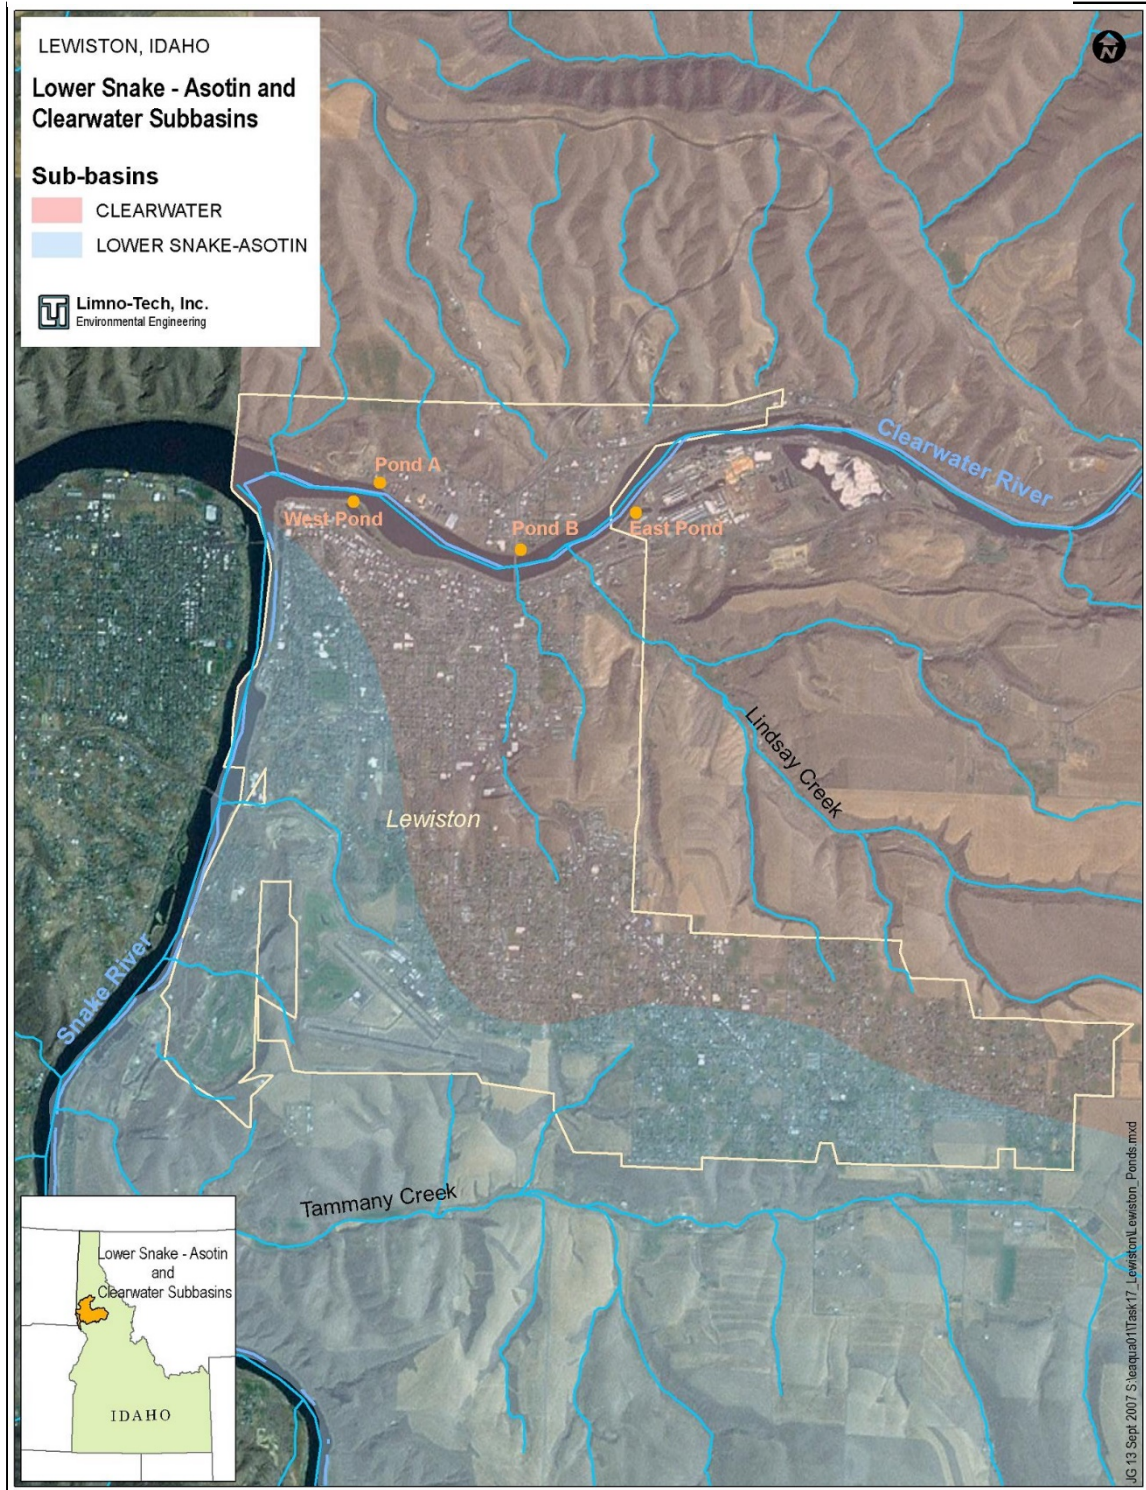 LEWISTON, IDAHO
Lower Snake - Asotin and
Clearwater Subbasins
Sub-basins
CLEARWATER
LOWER SNAKE-ASOTIN
Limno-Tech, Inc.
Environmental Engineering
N
Pond A
West Pond
Pond B
East Pond
Clearwater River
Lindsay Creek
Lewiston
Snake River
Tammany Creek
Lower Snake - Asotin
and
Clearwater Subbasins
IDAHO
JG 13 Sept 2007 S:\eaqua01\Task17_Lewiston\Lewiston_Ponds.mxd